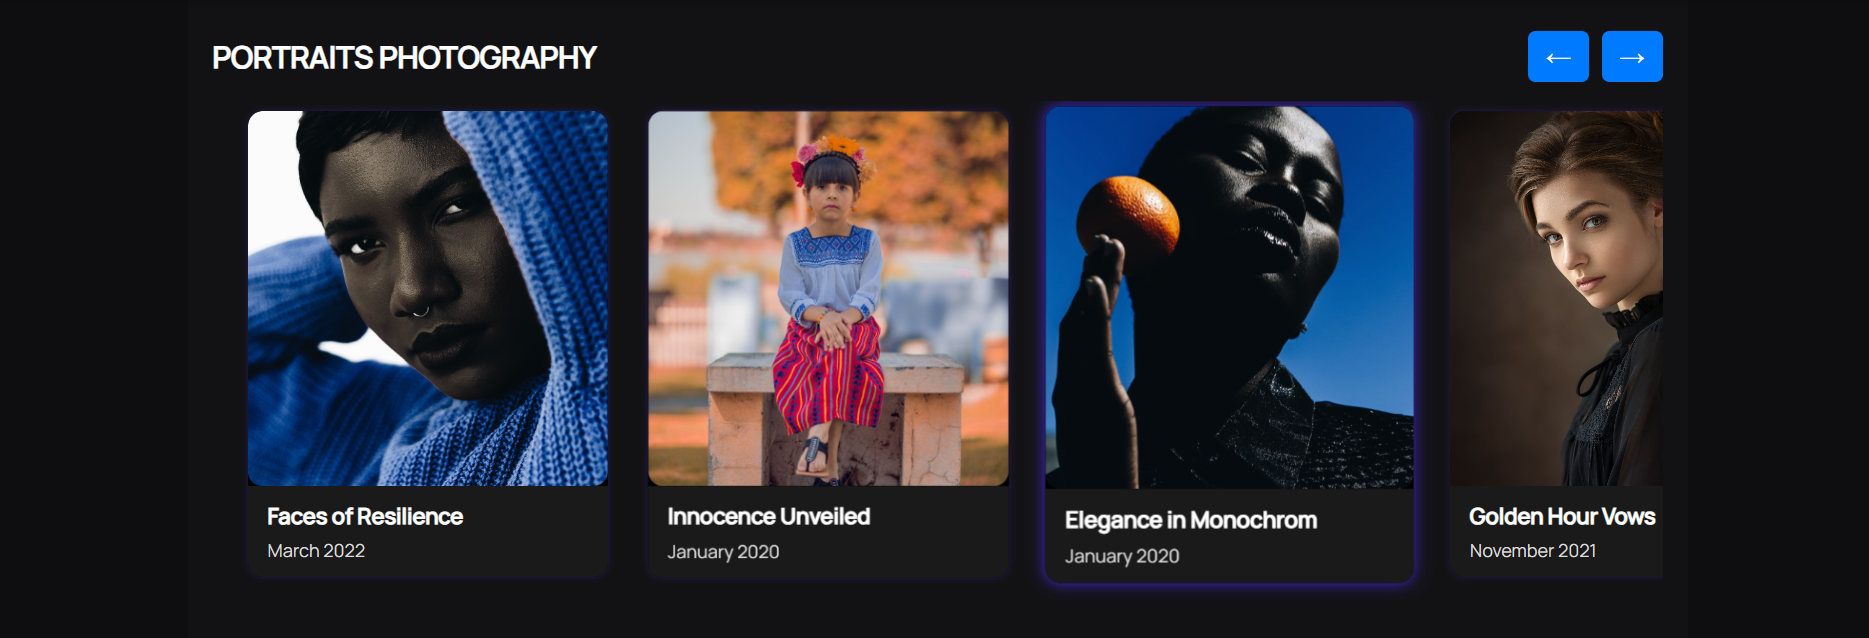 PORTRAITS PHOTOGRAPHY
← →
Faces of Resilience
March 2022
Innocence Unveiled
January 2020
Elegance in Monochrom
January 2020
Golden Hour Vows
November 2021